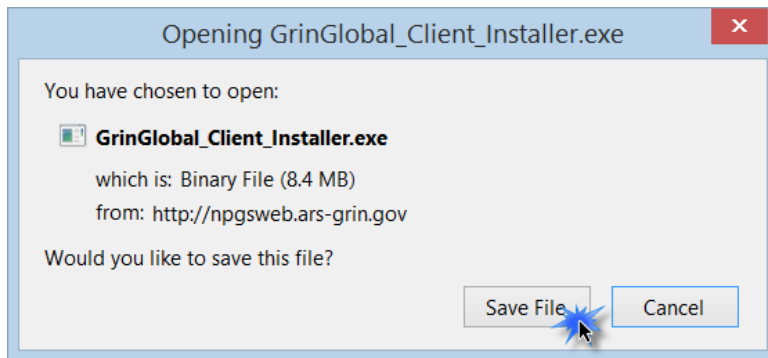 Opening GrinGlobal_Client_Installer.exe
x
You have chosen to open:
GrinGlobal_Client_Installer.exe
which is: Binary File (8.4 MB)
from: http://npgsweb.ars-grin.gov
Would you like to save this file?
Save File Cancel